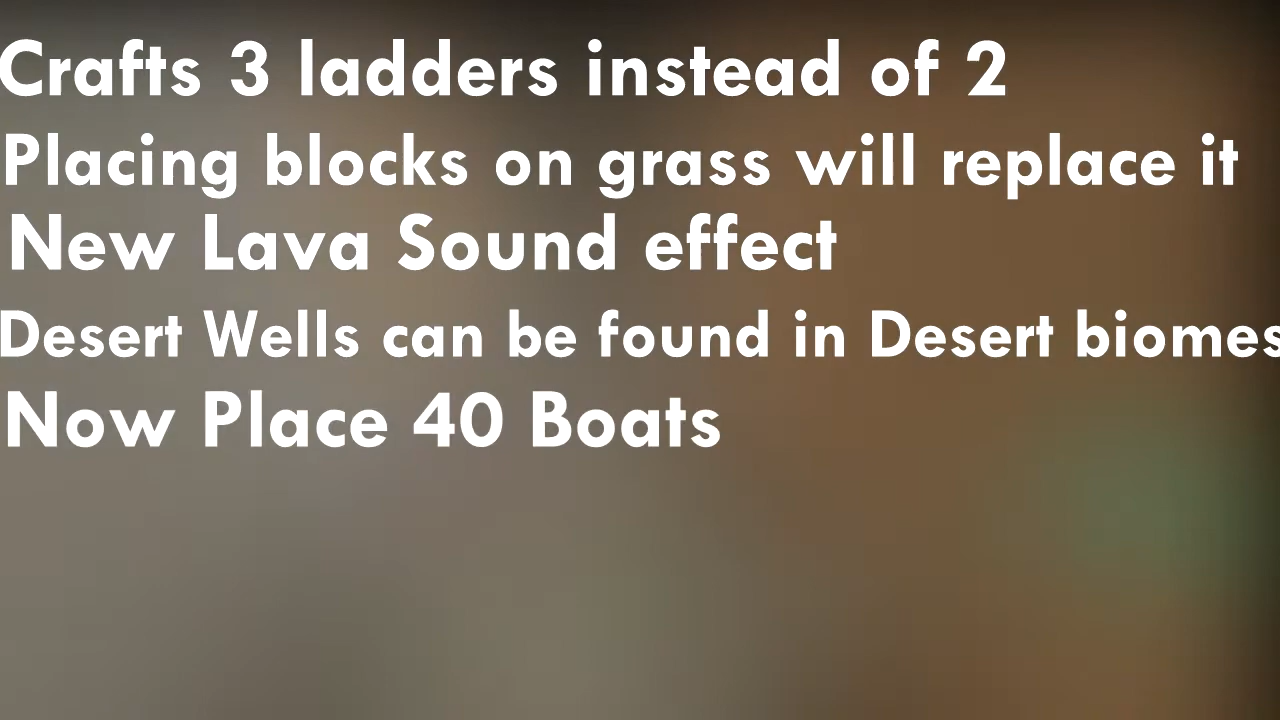 Crafts 3 ladders instead of 2
Placing blocks on grass will replace it
New Lava Sound effect
Desert Wells can be found in Desert biomes
Now Place 40 Boats